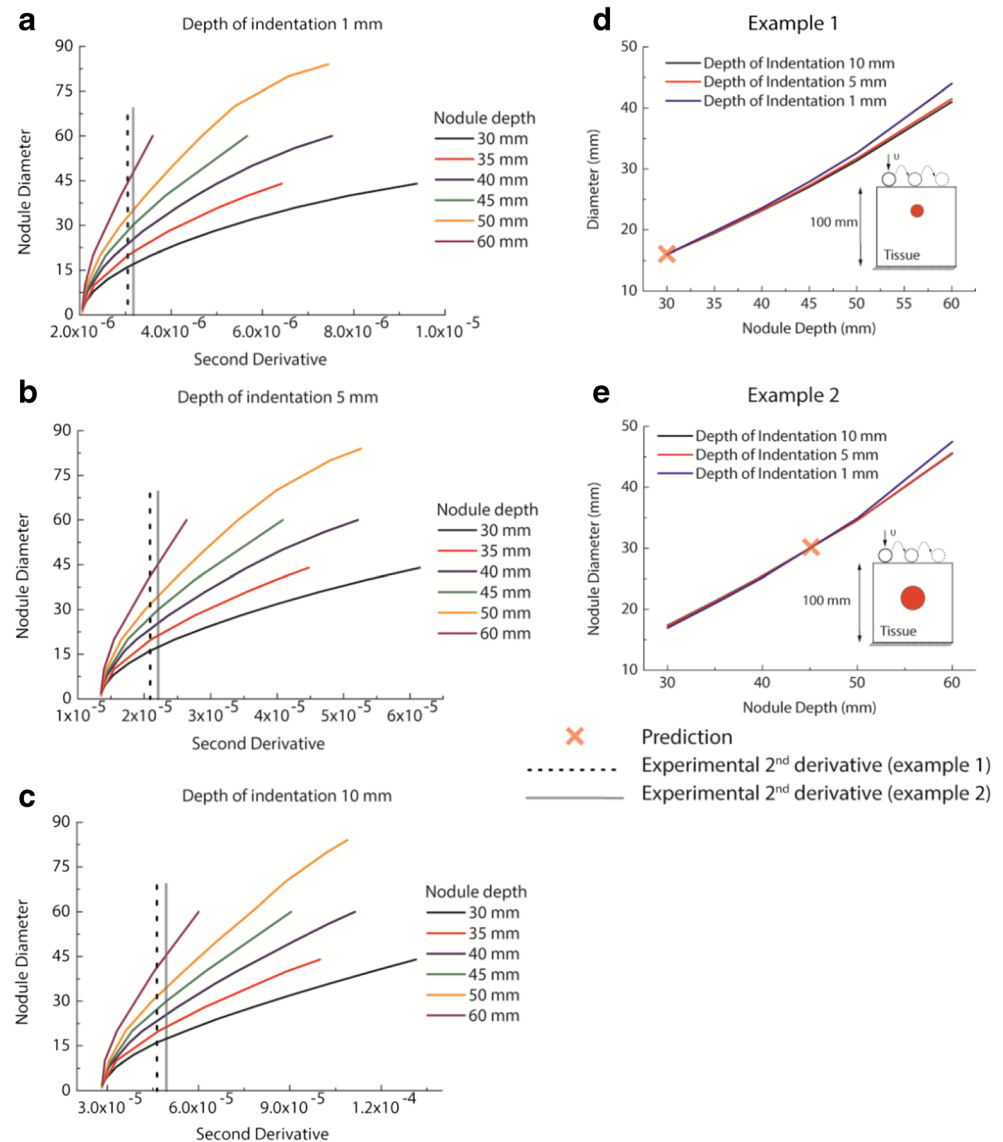 a
Depth of indentation 1 mm
90
75
60
45
30
15
0
Nodule Diameter
Nodule depth
30 mm
35 mm
40 mm
45 mm
50 mm
60 mm
2.0x10-6 4.0x10-6 6.0x10-6 8.0x10-6 1.0x10-5
Second Derivative
b
Depth of indentation 5 mm
90
75
60
45
30
15
0
Nodule Diameter
Nodule depth
30 mm
35 mm
40 mm
45 mm
50 mm
60 mm
1x10-5 2x10-5 3x10-5 4x10-5 5x10-5 6x10-5
Second Derivative
c
Depth of indentation 10 mm
90
75
60
45
30
15
0
Nodule Diameter
Nodule depth
30 mm
35 mm
40 mm
45 mm
50 mm
60 mm
3.0x10-5 6.0x10-5 9.0x10-5 1.2x10-4
Second Derivative
d
Example 1
50
40
30
20
10
Diameter (mm)
Depth of Indentation 10 mm
Depth of Indentation 5 mm
Depth of Indentation 1 mm
U
100 mm
Tissue
30 35 40 45 50 55 60
Nodule Depth (mm)
e
Example 2
50
40
30
20
10
Nodule Diameter (mm)
Depth of Indentation 10 mm
Depth of Indentation 5 mm
Depth of Indentation 1 mm
U
100 mm
Tissue
30 40 50 60
Nodule Depth (mm)
Prediction
Experimental 2nd derivative (example 1)
Experimental 2nd derivative (example 2)